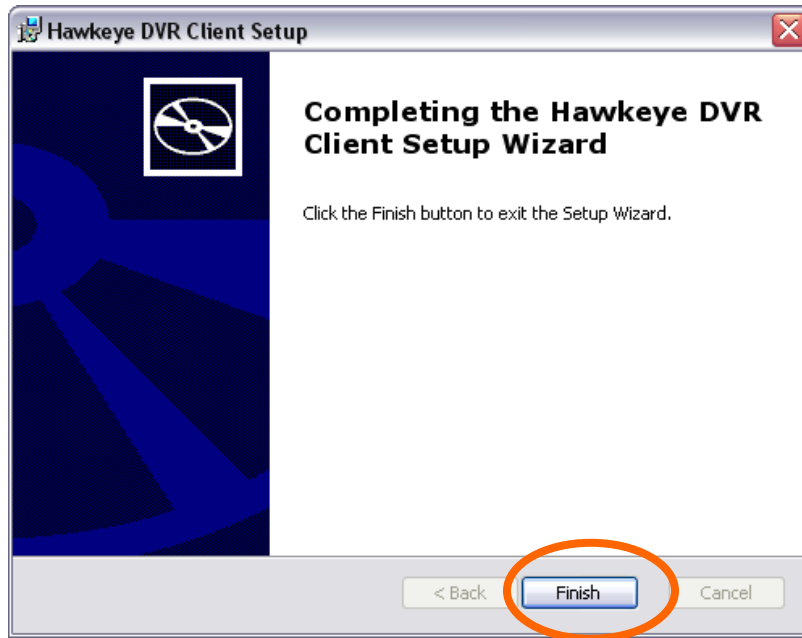 Hawkeye DVR Client Setup
Completing the Hawkeye DVR
Client Setup Wizard
Click the Finish button to exit the Setup Wizard.
< Back
Finish
Cancel